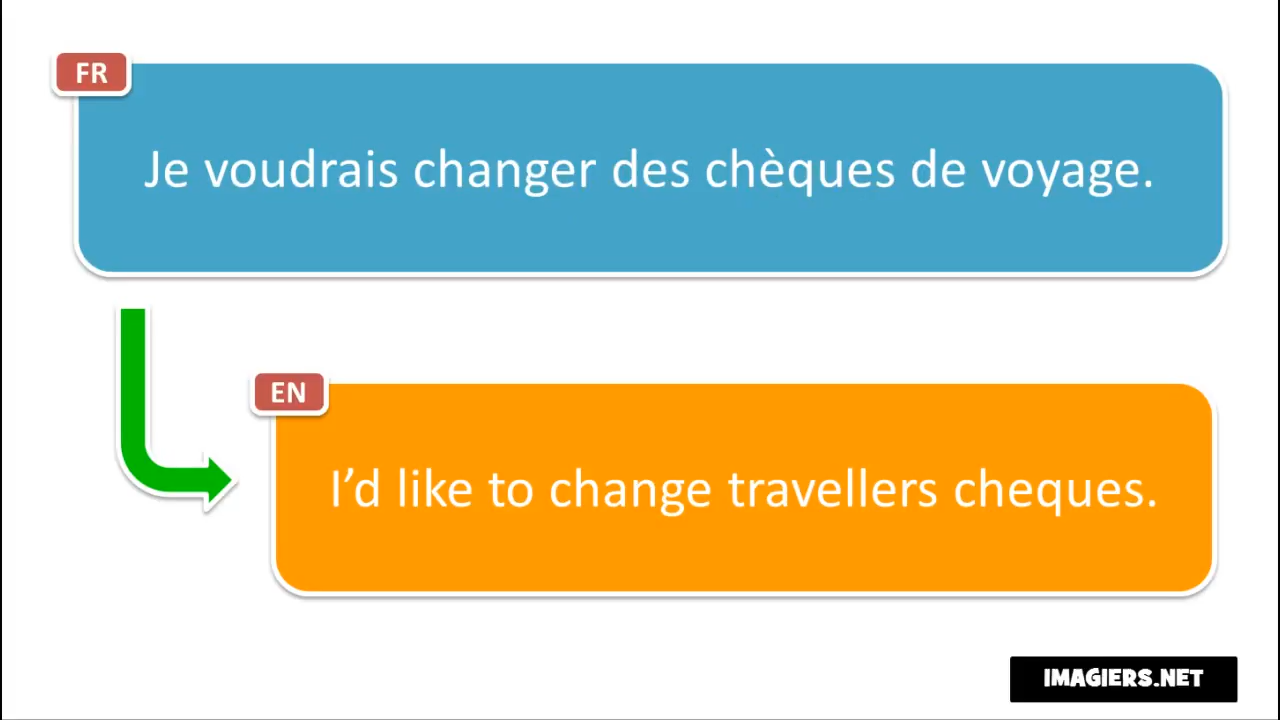 FR
Je voudrais changer des chèques de voyage.
EN
I’d like to change travellers cheques.
IMAGIERS.NET